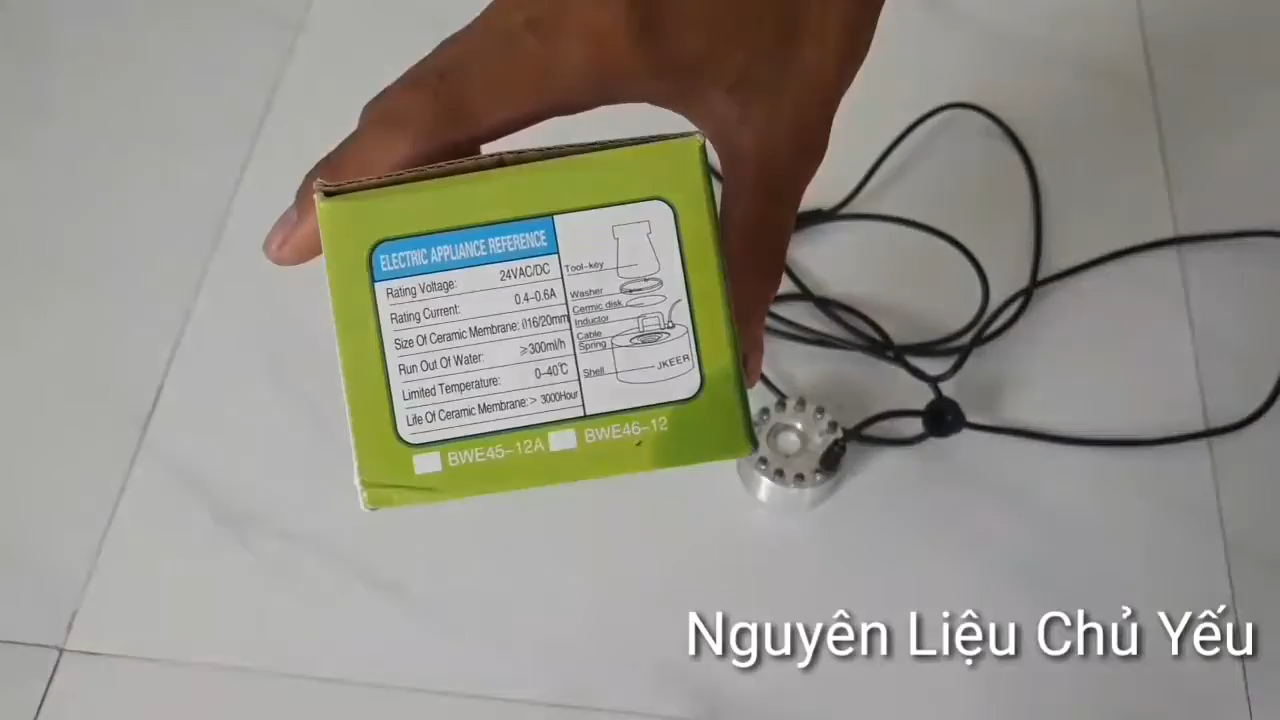 ELECTRIC APPLIANCE REFERENCE
Rating Voltage: 24VAC/DC
Rating Current: 0.4-0.6A
Size Of Ceramic Membrane: ∅16/20mm
Run Out Of Water: ≥300ml/h
Limited Temperature: 0-40℃
Life Of Ceramic Membrane:> 3000Hour
Tool-key
Washer
Cermic disk
Inductor
Cable
Spring
Shell
JKEER
BWE45-12A BWE46-12
Nguyên Liệu Chủ Yếu